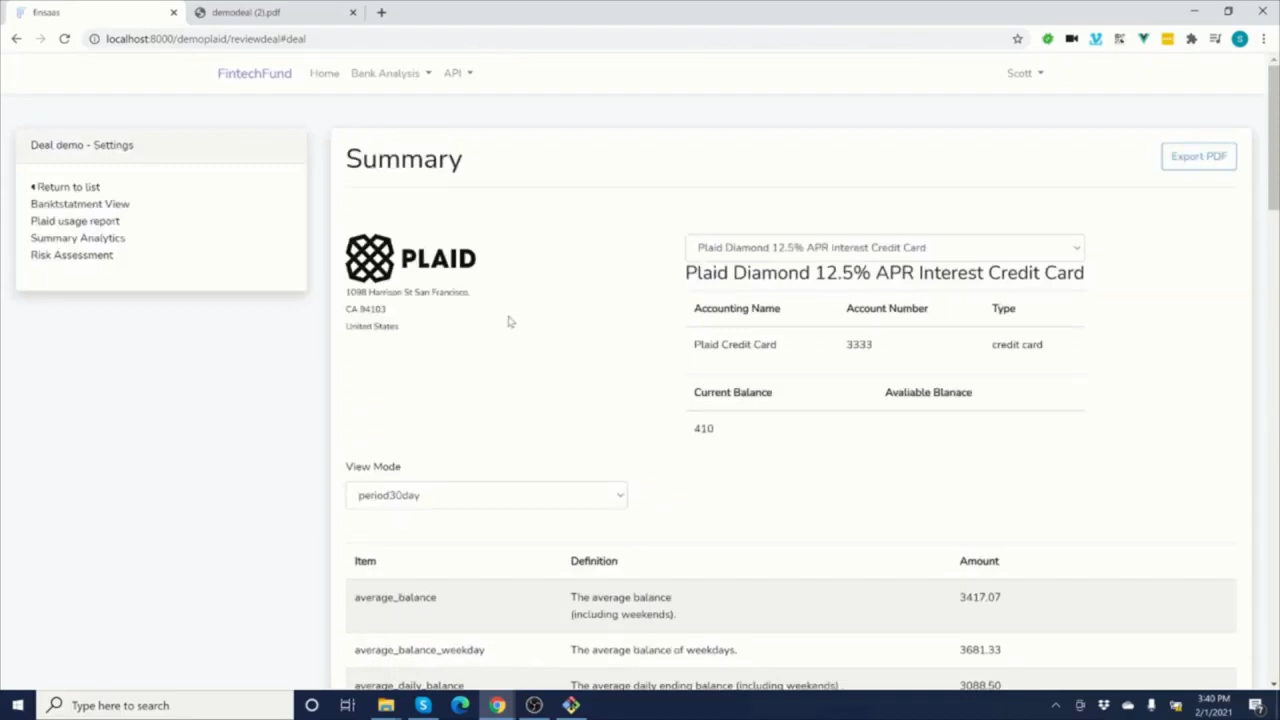 finsaas
demodeal (2).pdf
localhost:8000/demoplaid/reviewdeal#deal
FintechFund Home Bank Analysis API Scott
Deal demo - Settings
Return to list
Banktstatment View
Plaid usage report
Summary Analytics
Risk Assessment
Summary
Export PDF
PLAID
1098 Harrison St San Francisco,
CA 94103
United States
Plaid Diamond 12.5% APR Interest Credit Card
Plaid Diamond 12.5% APR Interest Credit Card
Accounting Name Account Number Type
Plaid Credit Card 3333 credit card
Current Balance Avaliable Blanace
410
View Mode
period30day
Item Definition Amount
average_balance The average balance 3417.07
(including weekends).
average_balance_weekday The average balance of weekdays. 3681.33
average_daily_balance The average daily ending balance (including weekends) . 3088.50
Type here to search
3:40 PM
2/1/2021